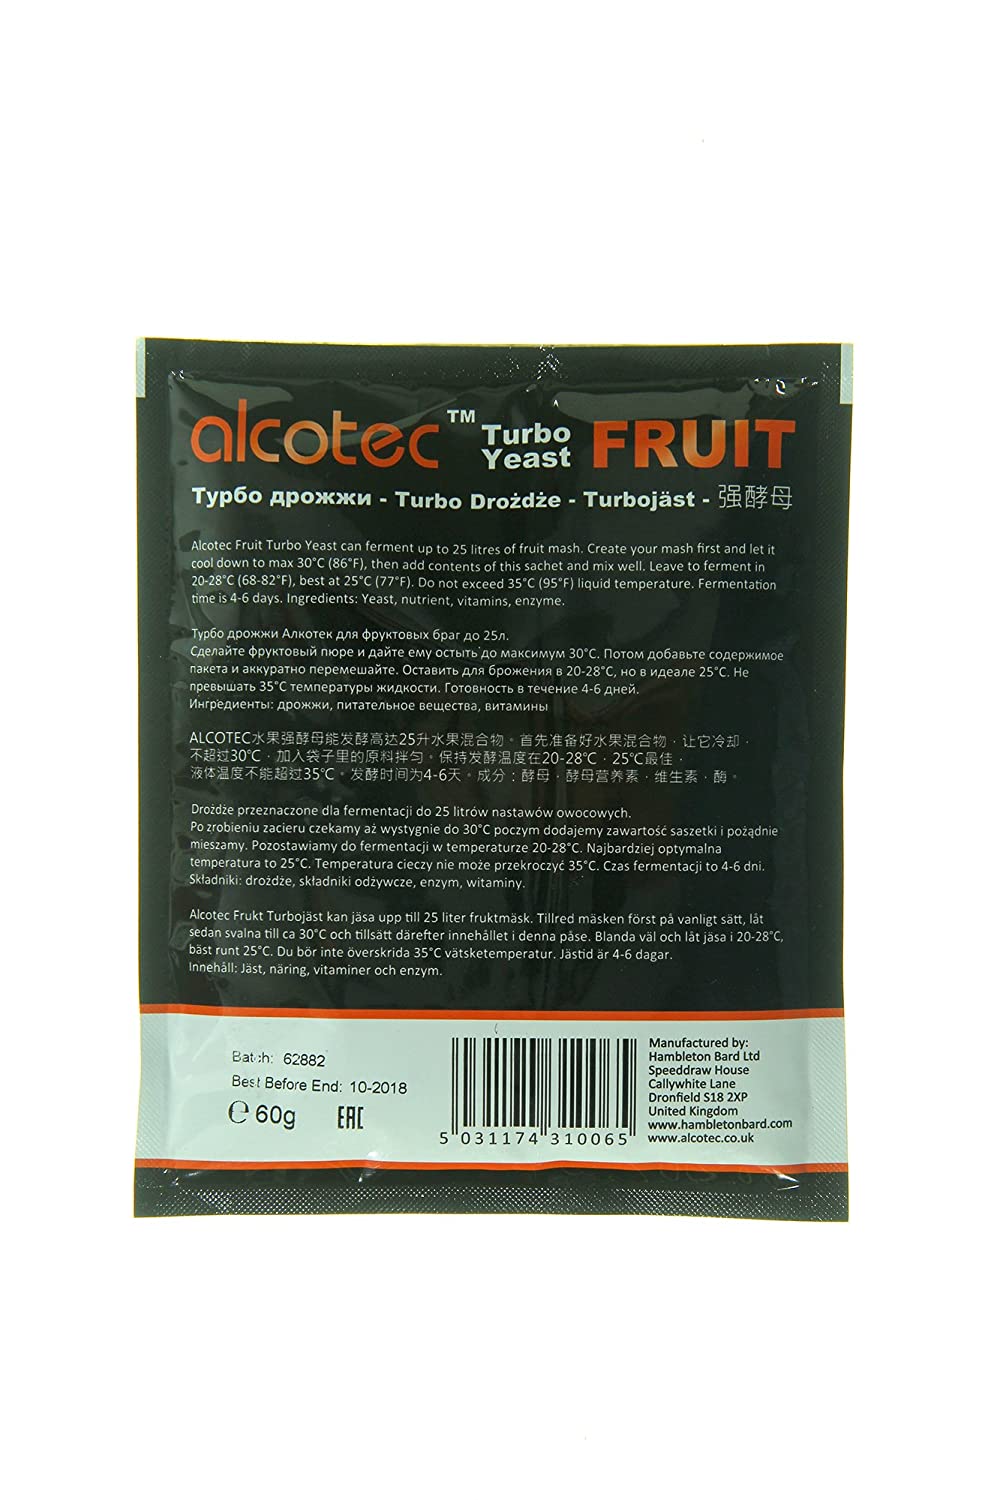 alcotec™ Turbo Yeast FRUIT
Турбо дрожжи - Turbo Drożdże - Turbojäst - 强酵母
Alcotec Fruit Turbo Yeast can ferment up to 25 litres of fruit mash. Create your mash first and let it
cool down to max 30°C (86°F), then add contents of this sachet and mix well. Leave to ferment in
20-28°C (68-82°F), best at 25°C (77°F). Do not exceed 35°C (95°F) liquid temperature. Fermentation
time is 4-6 days. Ingredients: Yeast, nutrient, vitamins, enzyme.
Турбо дрожжи Алкотек для фруктовых браг до 25л.
Сделайте фруктовый пюре и дайте ему остыть до максимум 30°C. Потом добавьте содержимое
пакета и аккуратно перемешайте. Оставить для брожения в 20-28°C, но в идеале 25°C. Не
превышать 35°C температуры жидкости. Готовность в течение 4-6 дней.
Ингредиенты: дрожжи, питательное вещества, витамины
ALCOTEC水果强酵母能发酵高达25升水果混合物。首先准备好水果混合物，让它冷却，
不超过30°C，加入袋子里的原料拌匀。保持发酵温度在20-28°C，25°C最佳，
液体温度不能超过35°C。发酵时间为4-6天。成分：酵母，酵母营养素，维生素，酶。
Drożdże przeznaczone dla fermentacji do 25 litrów nastawów owocowych.
Po zrobieniu zacieru czekamy aż wystygnie do 30°C poczym dodajemy zawartość saszetki i pożądnie
mieszamy. Pozostawiamy do fermentacji w temperaturze 20-28°C. Najbardziej optymalna
temperatura to 25°C. Temperatura cieczy nie może przekroczyć 35°C. Czas fermentacji to 4-6 dni.
Składniki: drożdże, składniki odżywcze, enzym, witaminy.
Alcotec Frukt Turbojäst kan jäsa upp till 25 liter fruktmäsk. Tillred mäsken först på vanligt sätt, låt
sedan svalna till ca 30°C och tillsätt därefter innehållet i denna påse. Blanda väl och låt jäsa i 20-28°C,
bäst runt 25°C. Du bör inte överskrida 35°C vätsketemperatur. Jästid är 4-6 dagar.
Innehåll: Jäst, näring, vitaminer och enzym.
Batch: 62882
Best Before End: 10-2018
℮ 60g EAC
5 031174 310065
Manufactured by:
Hambleton Bard Ltd
Speeddraw House
Callywhite Lane
Dronfield S18 2XP
United Kingdom
www.hambletonbard.com
www.alcotec.co.uk